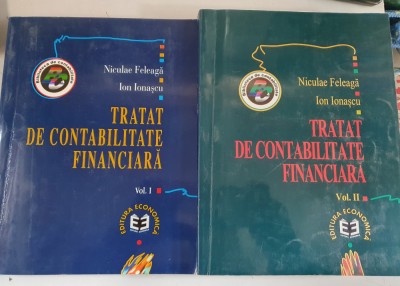 Niculae Feleagă
Ion Ionaşcu
TRATAT
DE CONTABILITATE
FINANCIARĂ
Vol. I
EDITURA ECONOMICĂ
Niculae Feleagă
Ion Ionaşcu
TRATAT
DE CONTABILITATE
FINANCIARĂ
Vol. II
EDITURA ECONOMICĂ